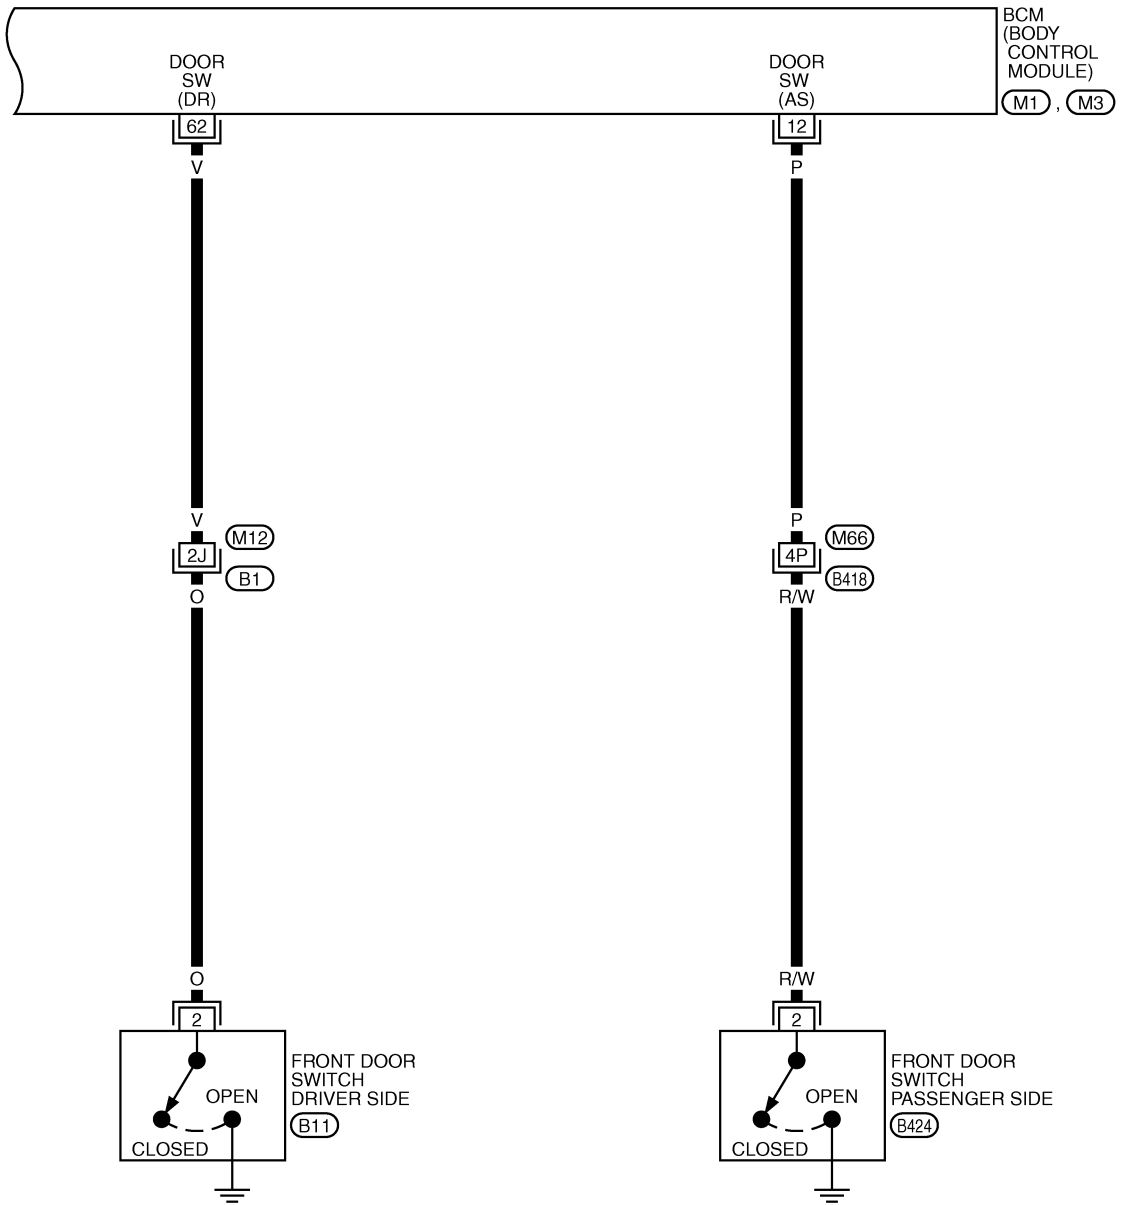 BCM
(BODY
CONTROL
MODULE)
M1 , M3
DOOR
SW
(DR)
62
V
DOOR
SW
(AS)
12
P
V
M12
2J
B1
O
P
M66
4P
B418
R/W
O
2
FRONT DOOR
SWITCH
DRIVER SIDE
B11
OPEN
CLOSED
R/W
2
FRONT DOOR
SWITCH
PASSENGER SIDE
B424
OPEN
CLOSED